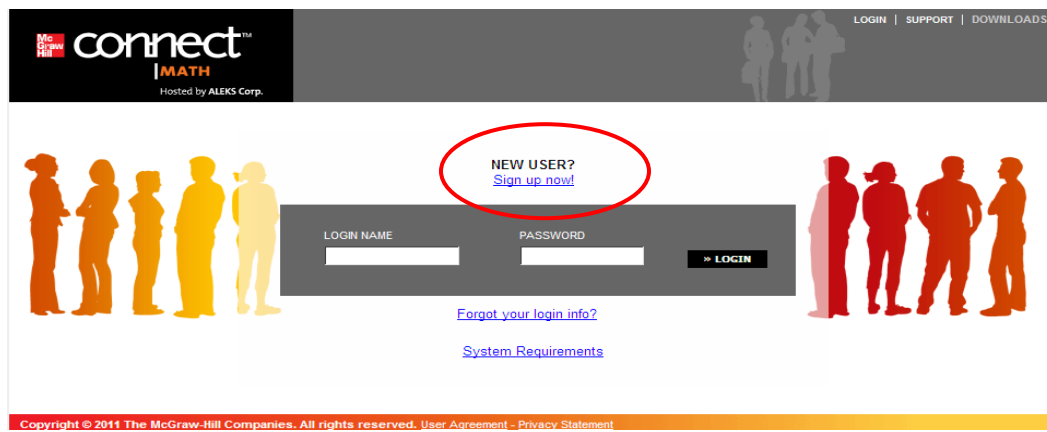 LOGIN | SUPPORT | DOWNLOADS
Mc Graw Hill connect™
|MATH
Hosted by ALEKS Corp.
NEW USER?
Sign up now!
LOGIN NAME PASSWORD
» LOGIN
Forgot your login info?
System Requirements
Copyright © 2011 The McGraw-Hill Companies. All rights reserved. User Agreement - Privacy Statement